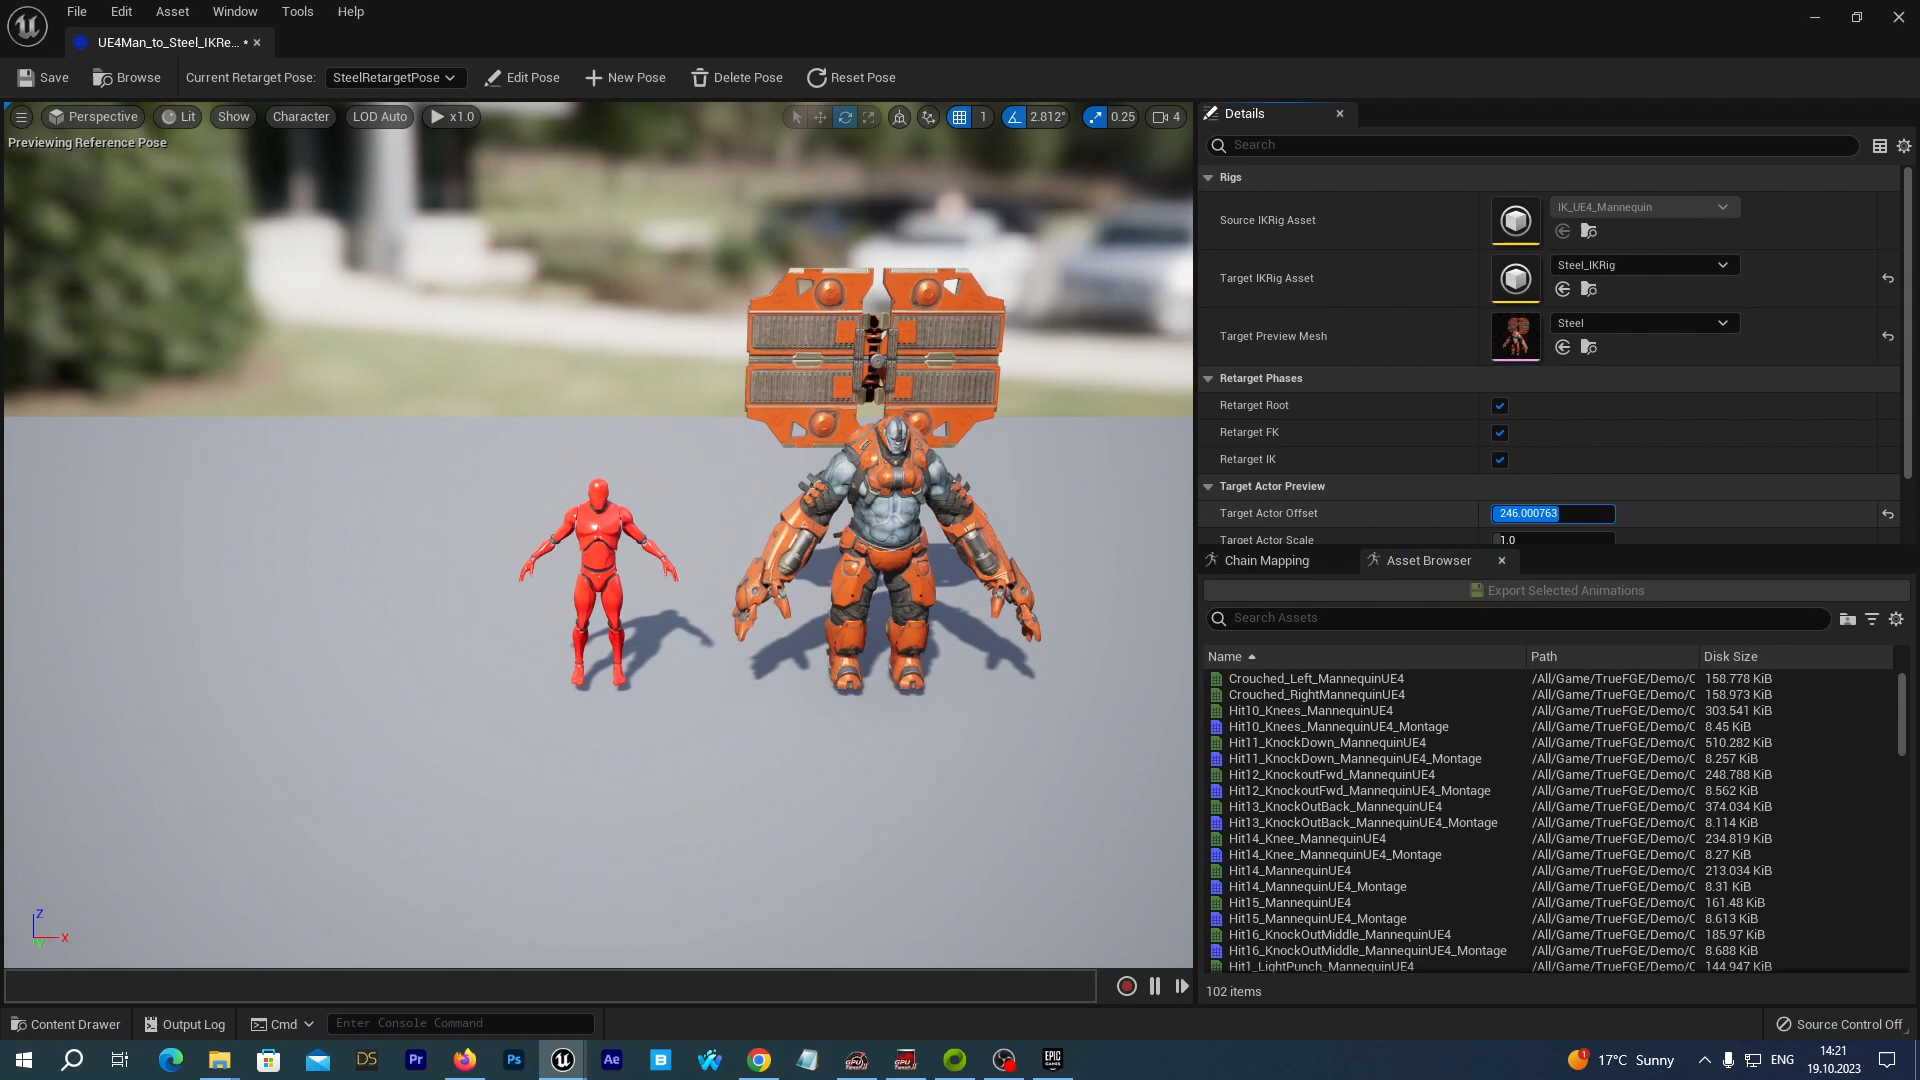 File Edit Asset Window Tools Help
UE4Man_to_Steel_IKRe... •
Save Browse Current Retarget Pose: SteelRetargetPose Edit Pose New Pose Delete Pose Reset Pose
Perspective Lit Show Character LOD Auto x1.0 1 2.812° 0.25 4
Previewing Reference Pose
Z
X
Y
Details
Search
Rigs
Source IKRig Asset IK_UE4_Mannequin
Target IKRig Asset Steel_IKRig
Target Preview Mesh Steel
Retarget Phases
Retarget Root
Retarget FK
Retarget IK
Target Actor Preview
Target Actor Offset 246.000763
Target Actor Scale 1.0
Chain Mapping Asset Browser
Export Selected Animations
Search Assets
Name Path Disk Size
Crouched_Left_MannequinUE4 /All/Game/TrueFGE/Demo/C 158.778 KiB
Crouched_RightMannequinUE4 /All/Game/TrueFGE/Demo/C 158.973 KiB
Hit10_Knees_MannequinUE4 /All/Game/TrueFGE/Demo/C 303.541 KiB
Hit10_Knees_MannequinUE4_Montage /All/Game/TrueFGE/Demo/C 8.45 KiB
Hit11_KnockDown_MannequinUE4 /All/Game/TrueFGE/Demo/C 510.282 KiB
Hit11_KnockDown_MannequinUE4_Montage /All/Game/TrueFGE/Demo/C 8.257 KiB
Hit12_KnockoutFwd_MannequinUE4 /All/Game/TrueFGE/Demo/C 248.788 KiB
Hit12_KnockoutFwd_MannequinUE4_Montage /All/Game/TrueFGE/Demo/C 8.562 KiB
Hit13_KnockOutBack_MannequinUE4 /All/Game/TrueFGE/Demo/C 374.034 KiB
Hit13_KnockOutBack_MannequinUE4_Montage /All/Game/TrueFGE/Demo/C 8.114 KiB
Hit14_Knee_MannequinUE4 /All/Game/TrueFGE/Demo/C 234.819 KiB
Hit14_Knee_MannequinUE4_Montage /All/Game/TrueFGE/Demo/C 8.27 KiB
Hit14_MannequinUE4 /All/Game/TrueFGE/Demo/C 213.034 KiB
Hit14_MannequinUE4_Montage /All/Game/TrueFGE/Demo/C 8.31 KiB
Hit15_MannequinUE4 /All/Game/TrueFGE/Demo/C 161.48 KiB
Hit15_MannequinUE4_Montage /All/Game/TrueFGE/Demo/C 8.613 KiB
Hit16_KnockOutMiddle_MannequinUE4 /All/Game/TrueFGE/Demo/C 185.97 KiB
Hit16_KnockOutMiddle_MannequinUE4_Montage /All/Game/TrueFGE/Demo/C 8.688 KiB
Hit1_LightPunch_MannequinUE4 /All/Game/TrueFGE/Demo/C 144.947 KiB
102 items
Content Drawer Output Log Cmd Enter Console Command Source Control Off
DS Pr Ps Ae EPIC GAMES 1 17°C Sunny ENG 14:21
19.10.2023